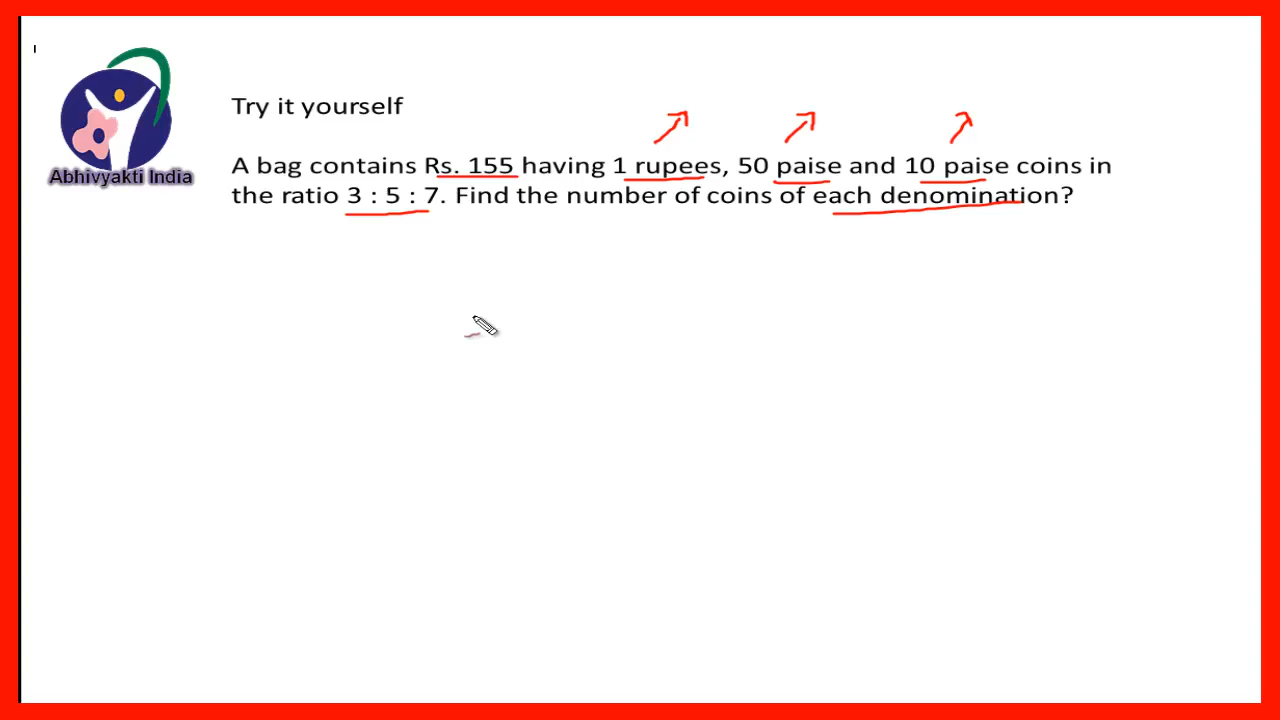 Try it yourself
Abhivyakti India
A bag contains Rs. 155 having 1 rupees, 50 paise and 10 paise coins in
the ratio 3 : 5 : 7. Find the number of coins of each denomination?